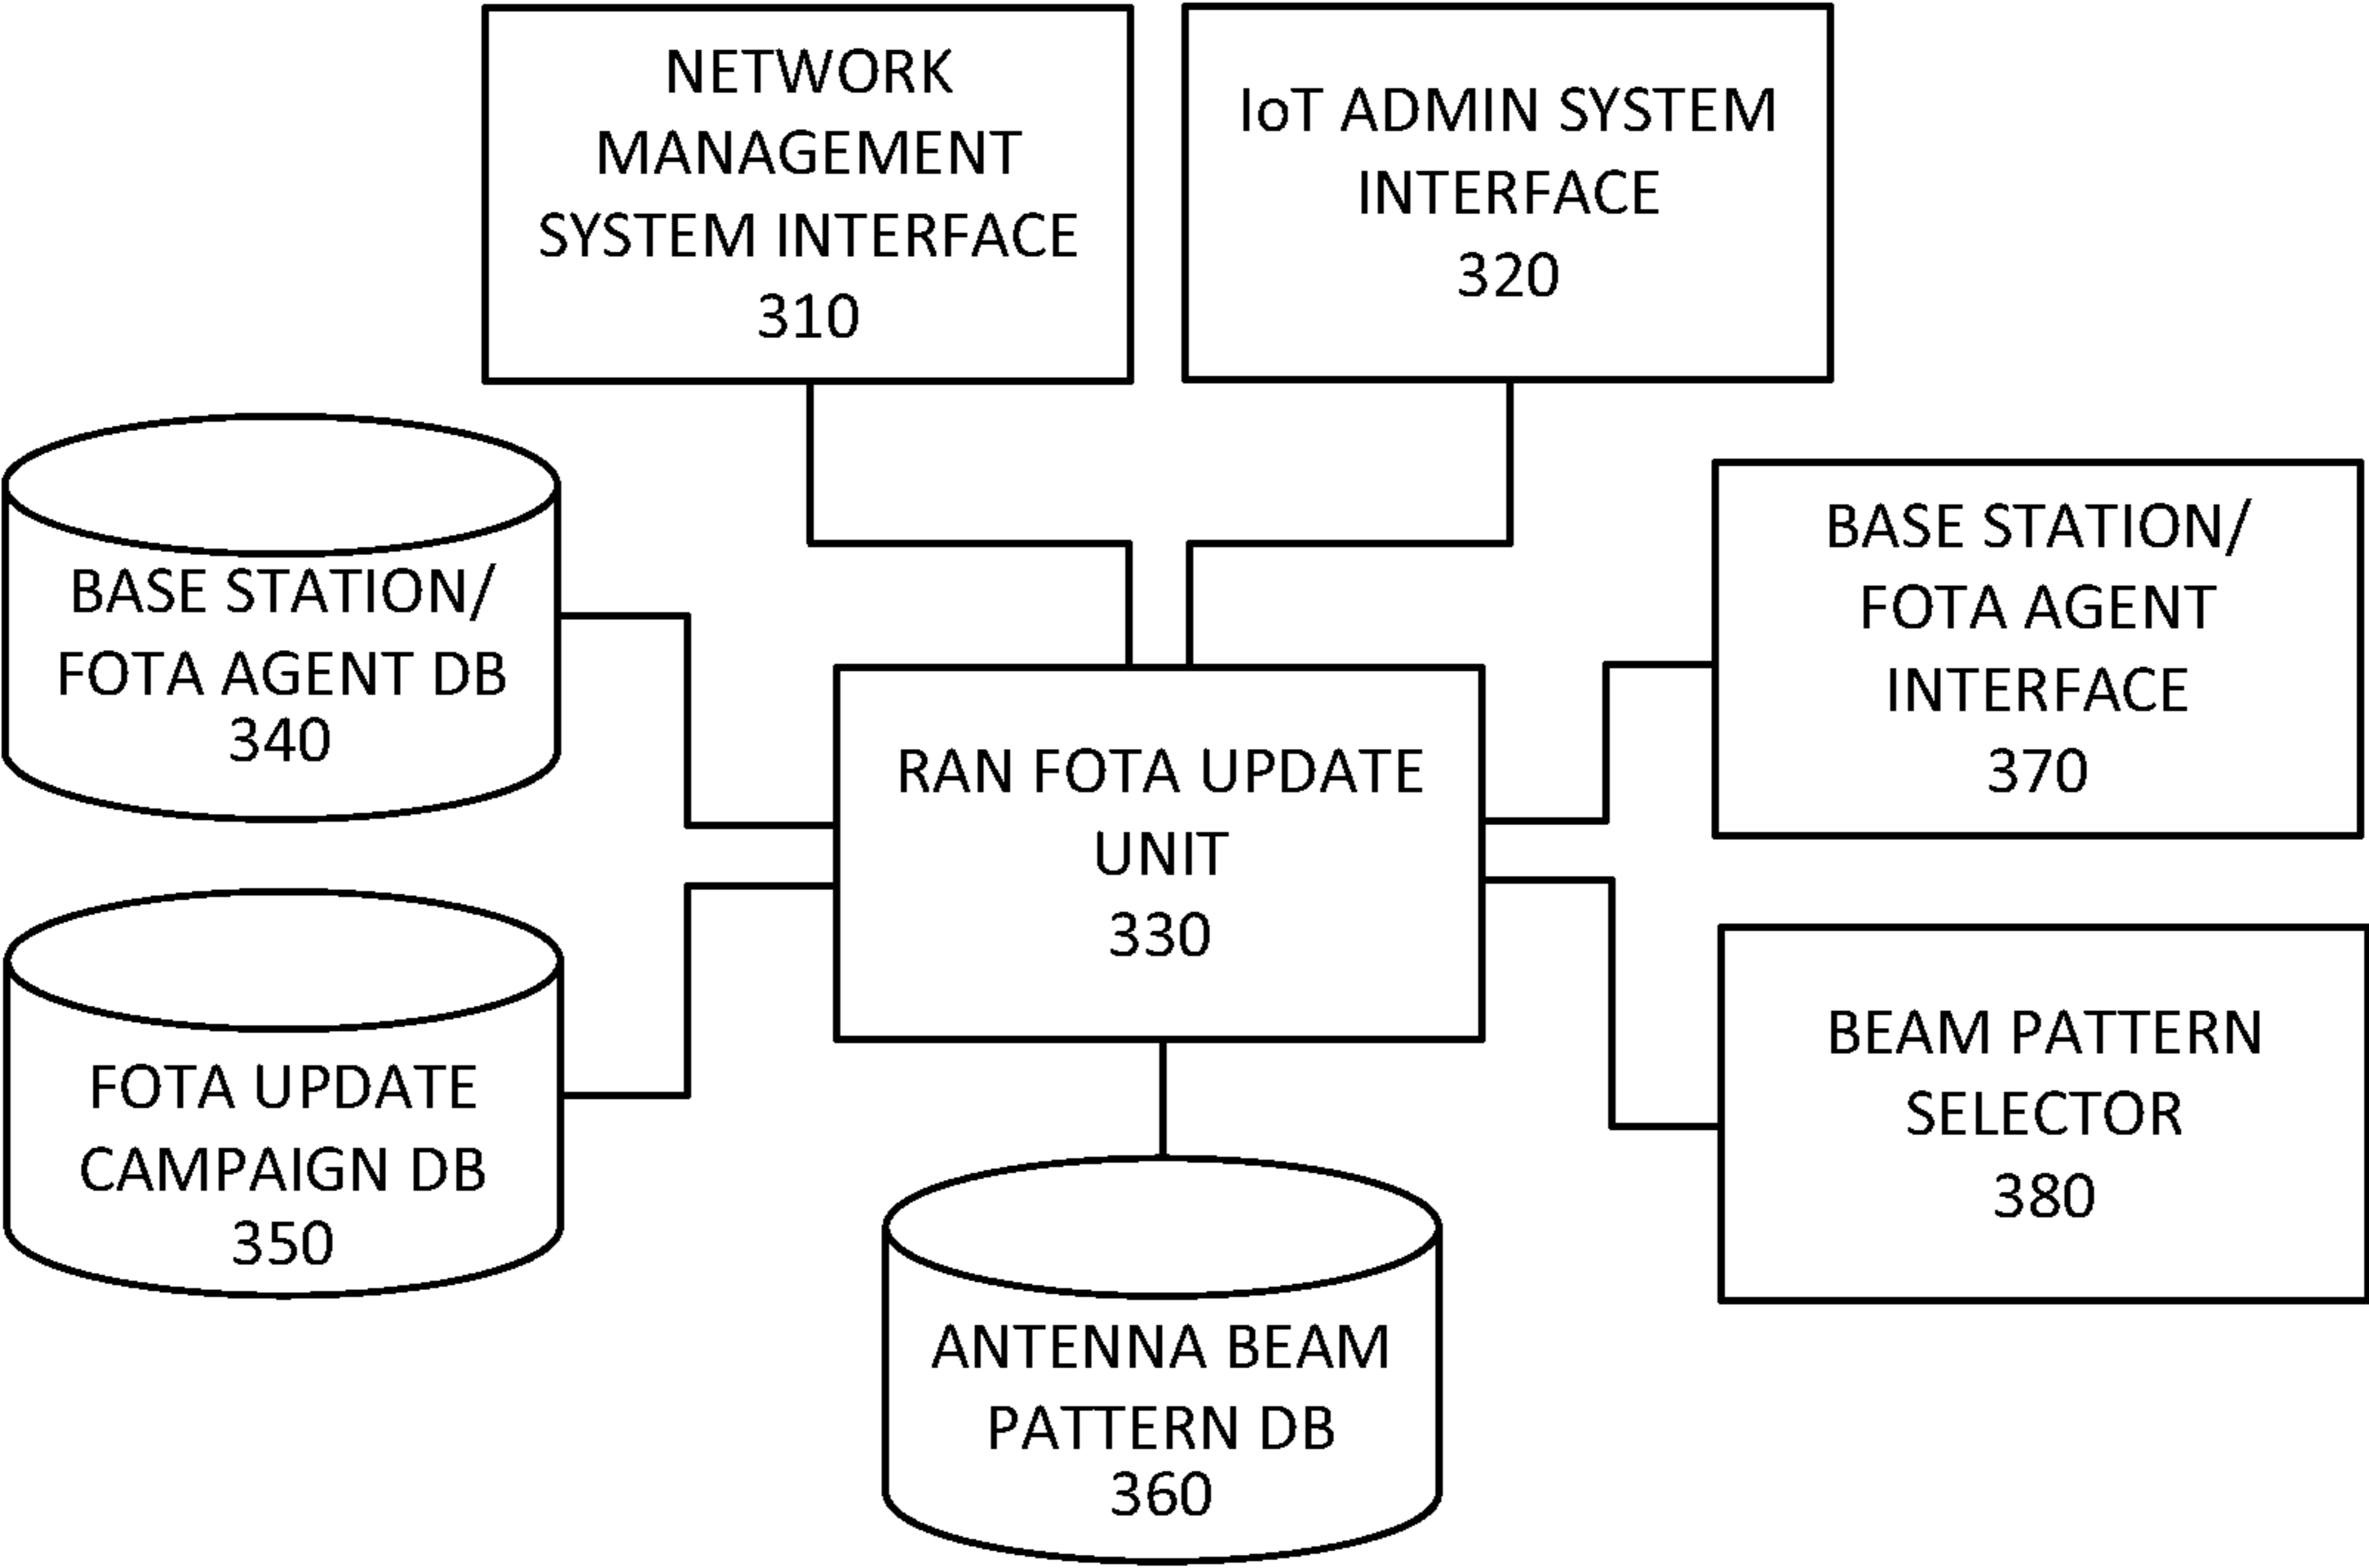 NETWORK
MANAGEMENT
SYSTEM INTERFACE
310
IoT ADMIN SYSTEM
INTERFACE
320
BASE STATION/
FOTA AGENT DB
340
BASE STATION/
FOTA AGENT
INTERFACE
370
RAN FOTA UPDATE
UNIT
330
FOTA UPDATE
CAMPAIGN DB
350
BEAM PATTERN
SELECTOR
380
ANTENNA BEAM
PATTERN DB
360